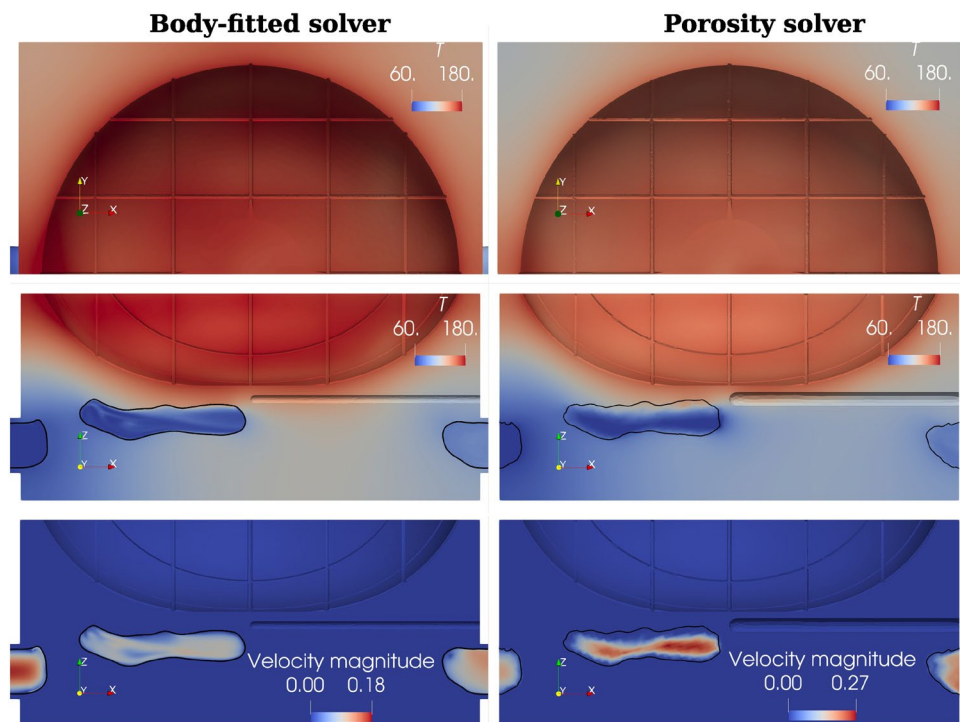 Body-fitted solver
Porosity solver
T
60. 180.
Y
Z X
T
60. 180.
Y
Z X
T
60. 180.
Z
Y X
T
60. 180.
Z
Y X
Velocity magnitude
0.00 0.18
Z
Y X
Velocity magnitude
0.00 0.27
Z
Y X